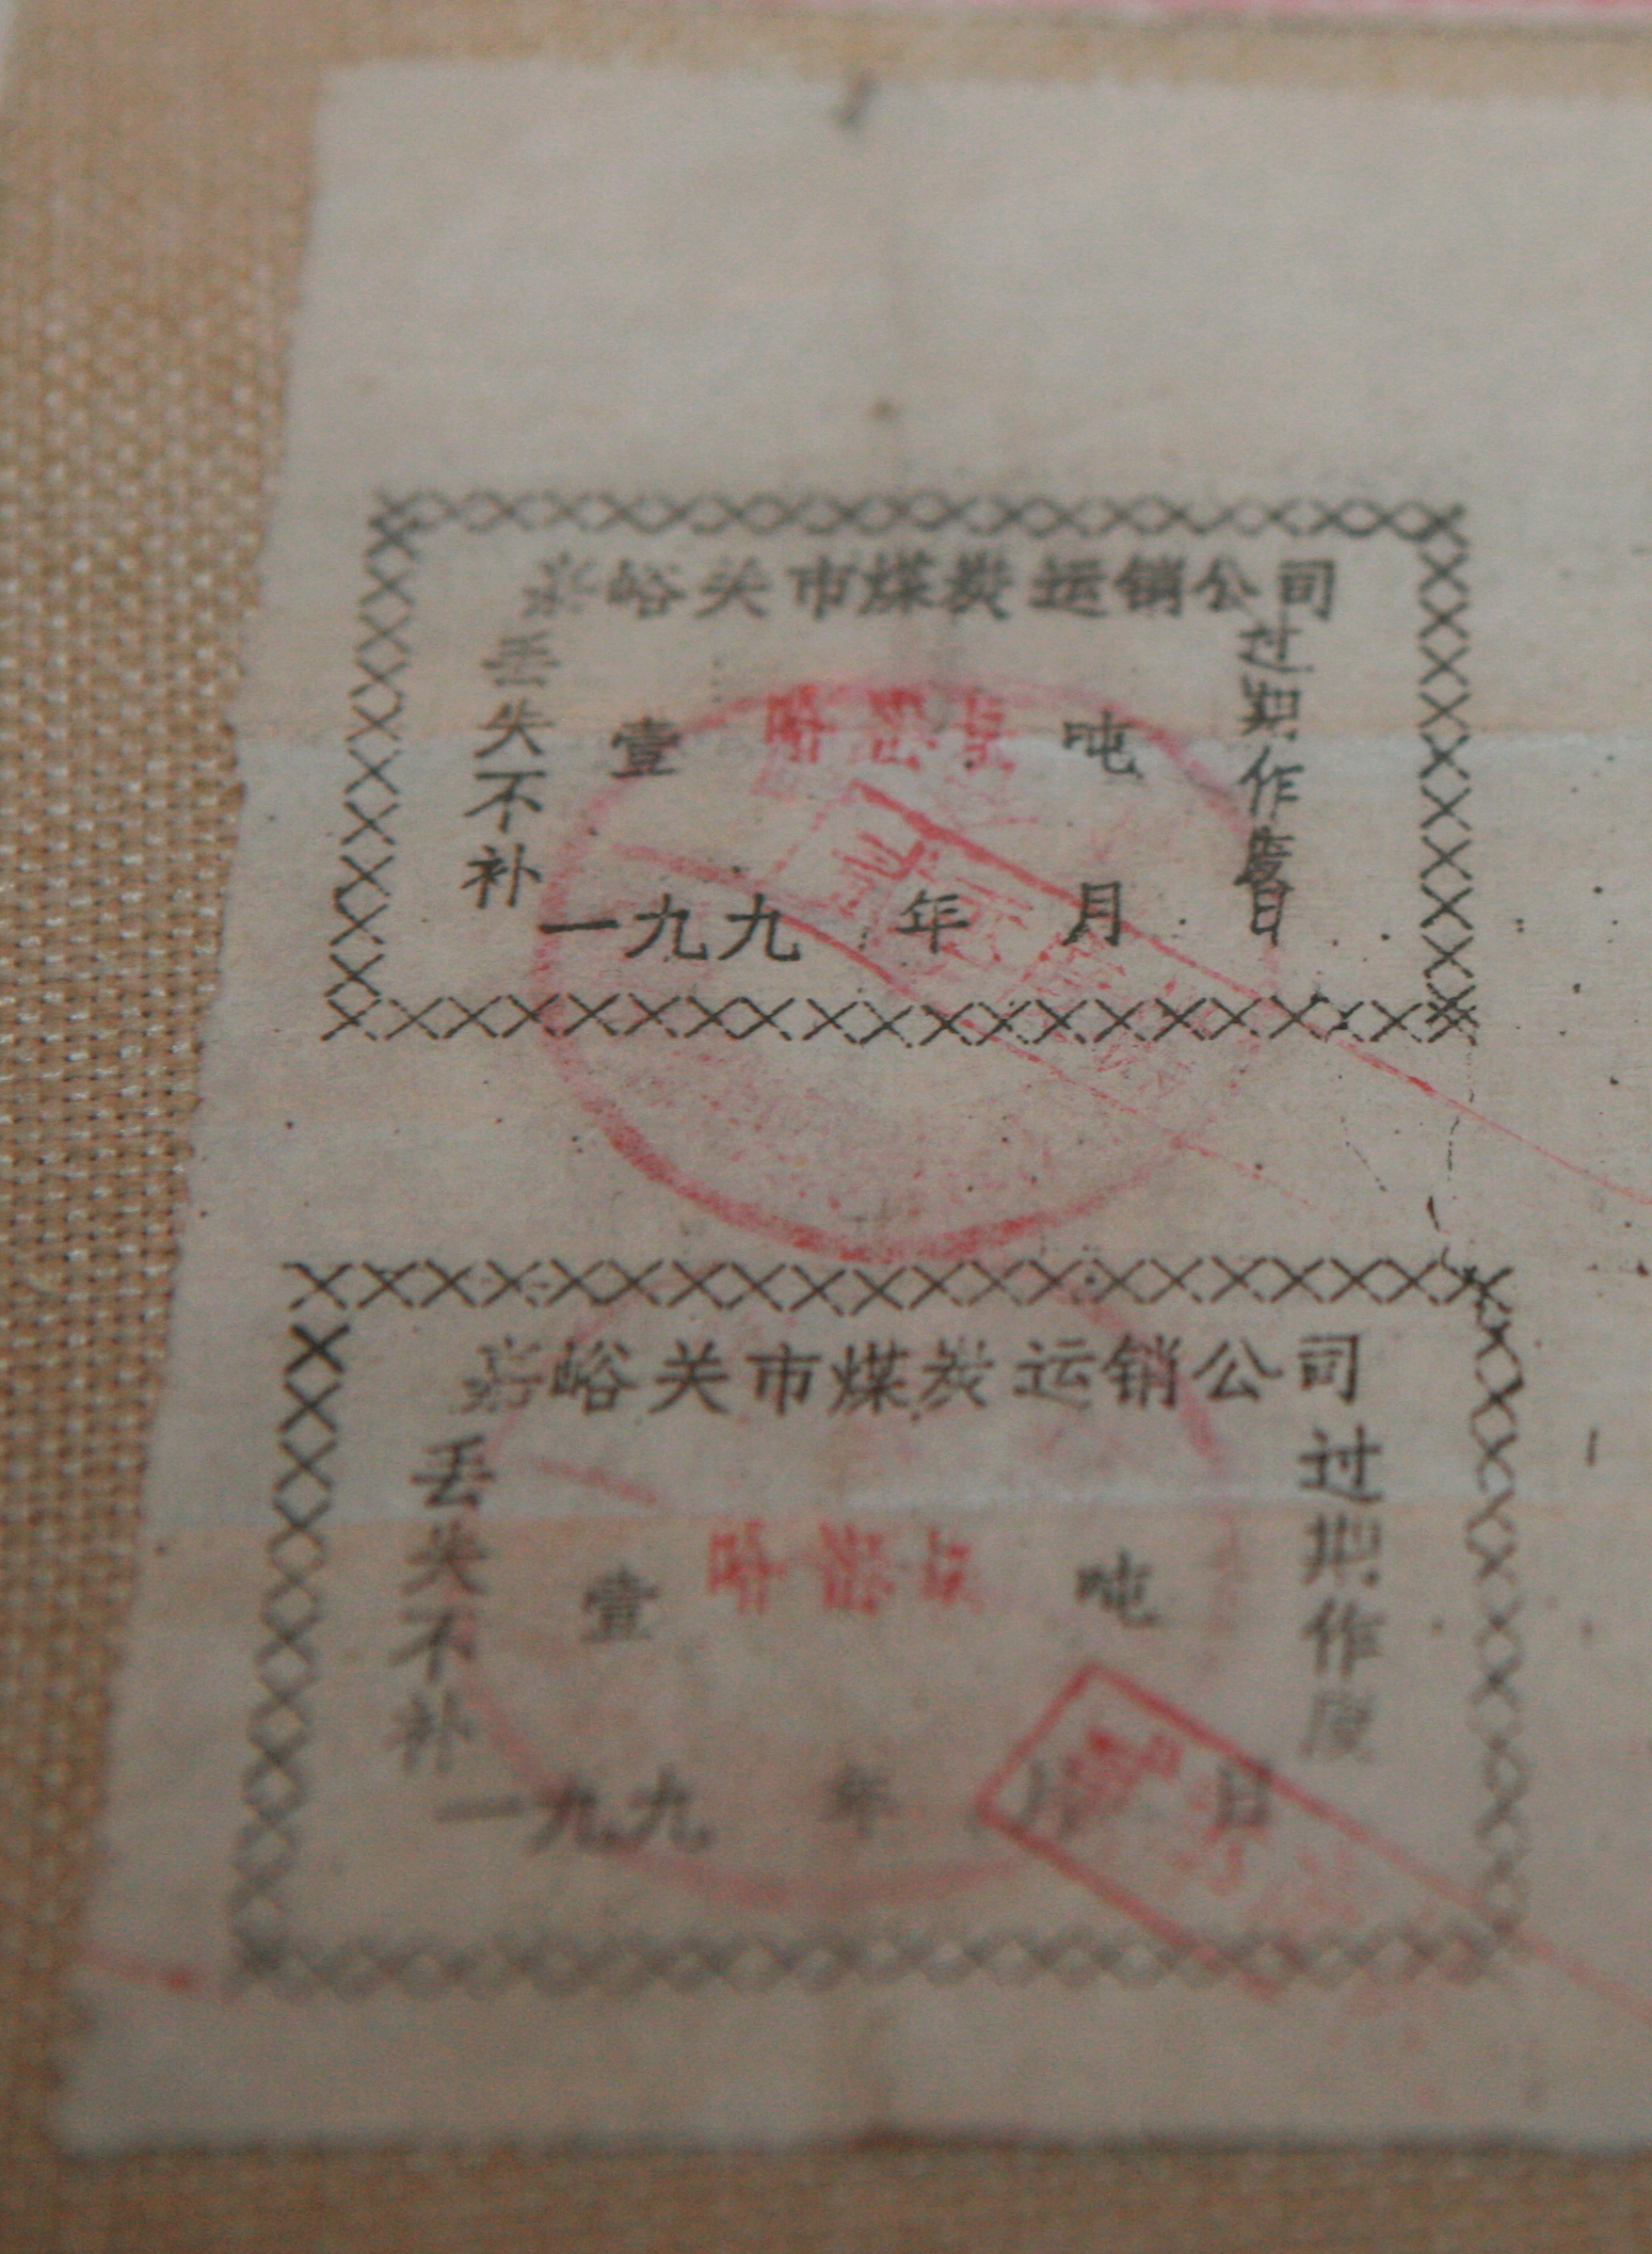 嘉峪关市煤炭运销公司
丢失不补
壹 吨
过期作废
一九九 年 月 日
嘉峪关市煤炭运销公司
丢失不补
壹 吨
过期作废
一九九 年 月 日